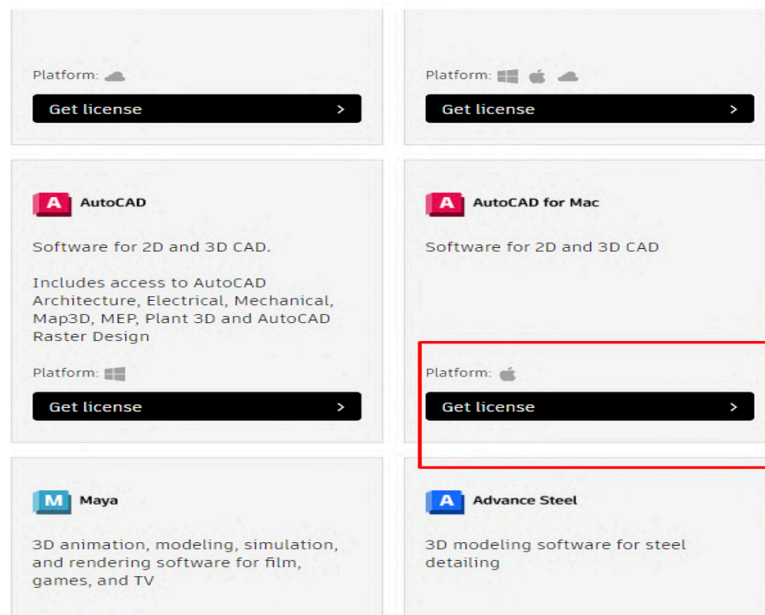 Platform:
Get license >
Platform:
Get license >
A AutoCAD
Software for 2D and 3D CAD.
Includes access to AutoCAD
Architecture, Electrical, Mechanical,
Map3D, MEP, Plant 3D and AutoCAD
Raster Design
Platform:
Get license >
A AutoCAD for Mac
Software for 2D and 3D CAD
Platform:
Get license >
M Maya
3D animation, modeling, simulation,
and rendering software for film,
games, and TV
A Advance Steel
3D modeling software for steel
detailing